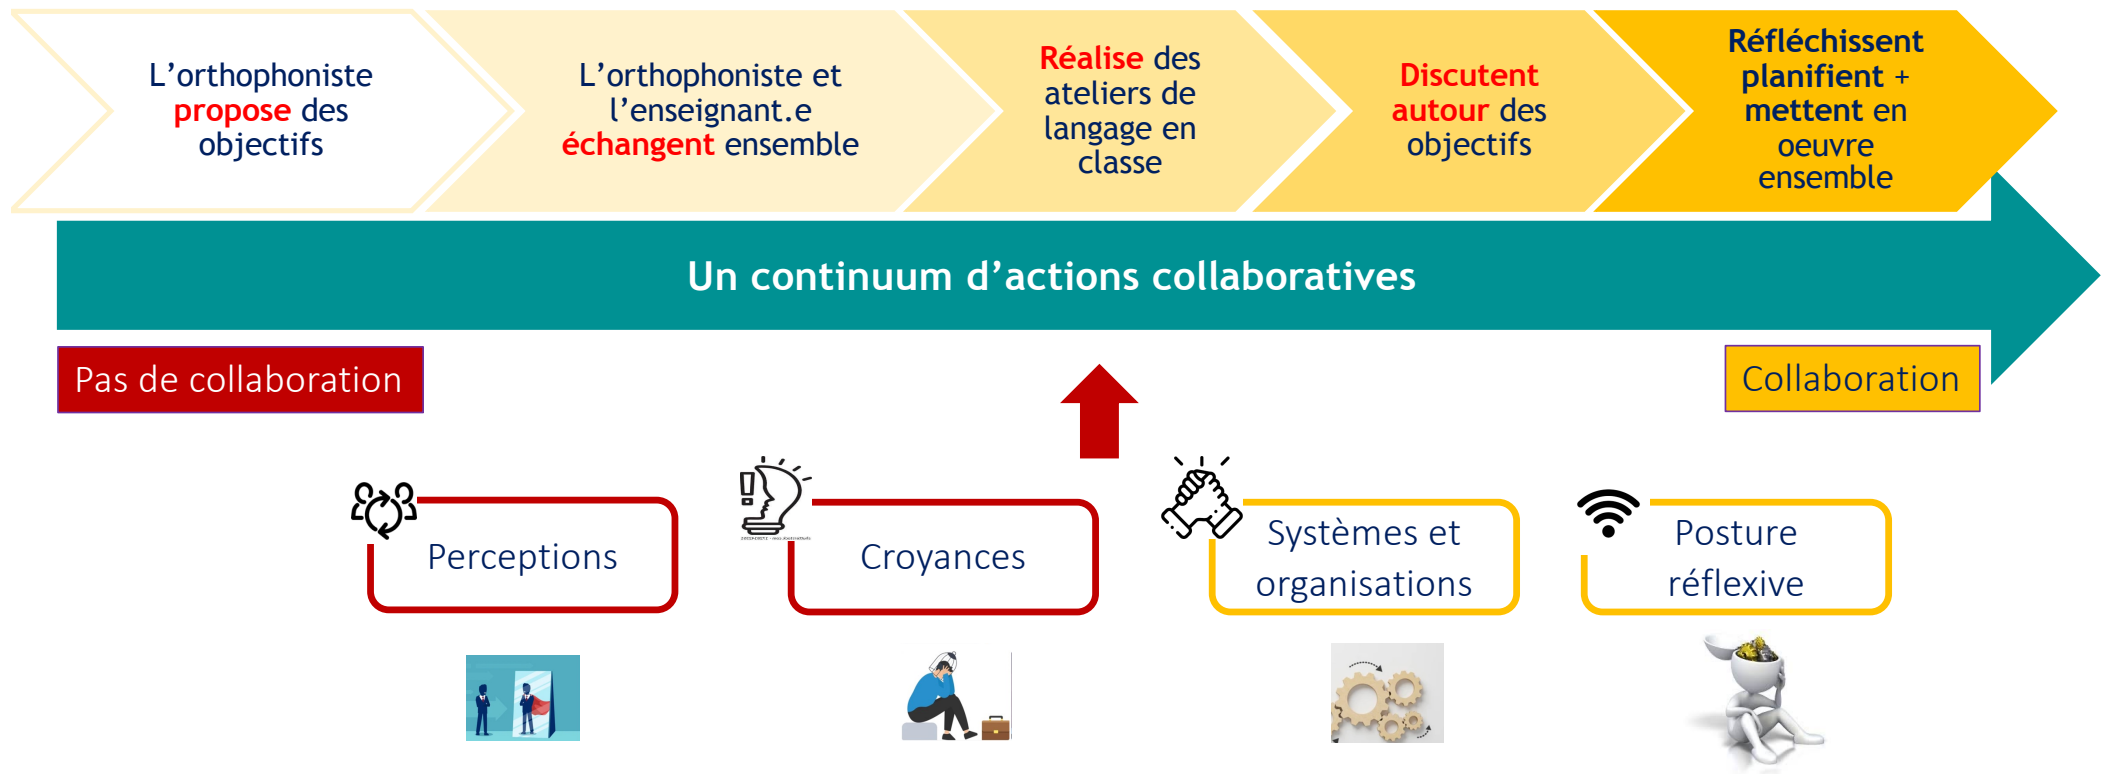 L'orthophoniste
propose des
objectifs
L'orthophoniste et
l'enseignant.e
échangent ensemble
Réalise des
ateliers de
langage en
classe
Discutent
autour des
objectifs
Réfléchissent
planifient +
mettent en
oeuvre
ensemble
Un continuum d'actions collaboratives
Pas de collaboration
Collaboration
Perceptions
Croyances
Systèmes et
organisations
Posture
réflexive